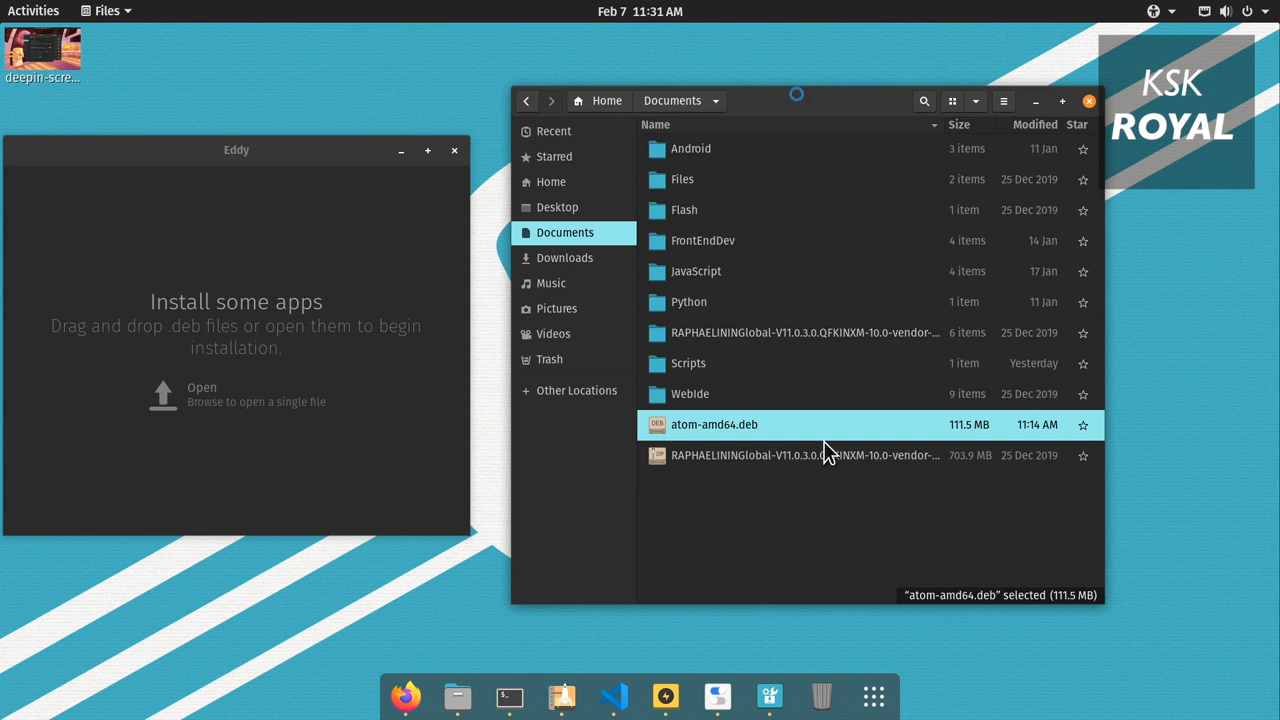 Activities
Files
Feb 7 11:31 AM
deepin-scre...
KSK
ROYAL
Eddy
Install some apps
Drag and drop .deb files or open them to begin
installation.
Open
Browse to open a single file
Home
Documents
Recent
Starred
Home
Desktop
Documents
Downloads
Music
Pictures
Videos
Trash
+ Other Locations
Name Size Modified Star
Android 3 items 11 Jan
Files 2 items 25 Dec 2019
Flash 1 item 25 Dec 2019
FrontEndDev 4 items 14 Jan
JavaScript 4 items 17 Jan
Python 1 item 11 Jan
RAPHAELININGlobal-V11.0.3.0.QFKINXM-10.0-vendor-... 6 items 25 Dec 2019
Scripts 1 item Yesterday
WebIde 9 items 25 Dec 2019
DEB atom-amd64.deb 111.5 MB 11:14 AM
ZIP RAPHAELININGlobal-V11.0.3.0. INXM-10.0-vendor-... 703.9 MB 25 Dec 2019
“atom-amd64.deb” selected (111.5 MB)